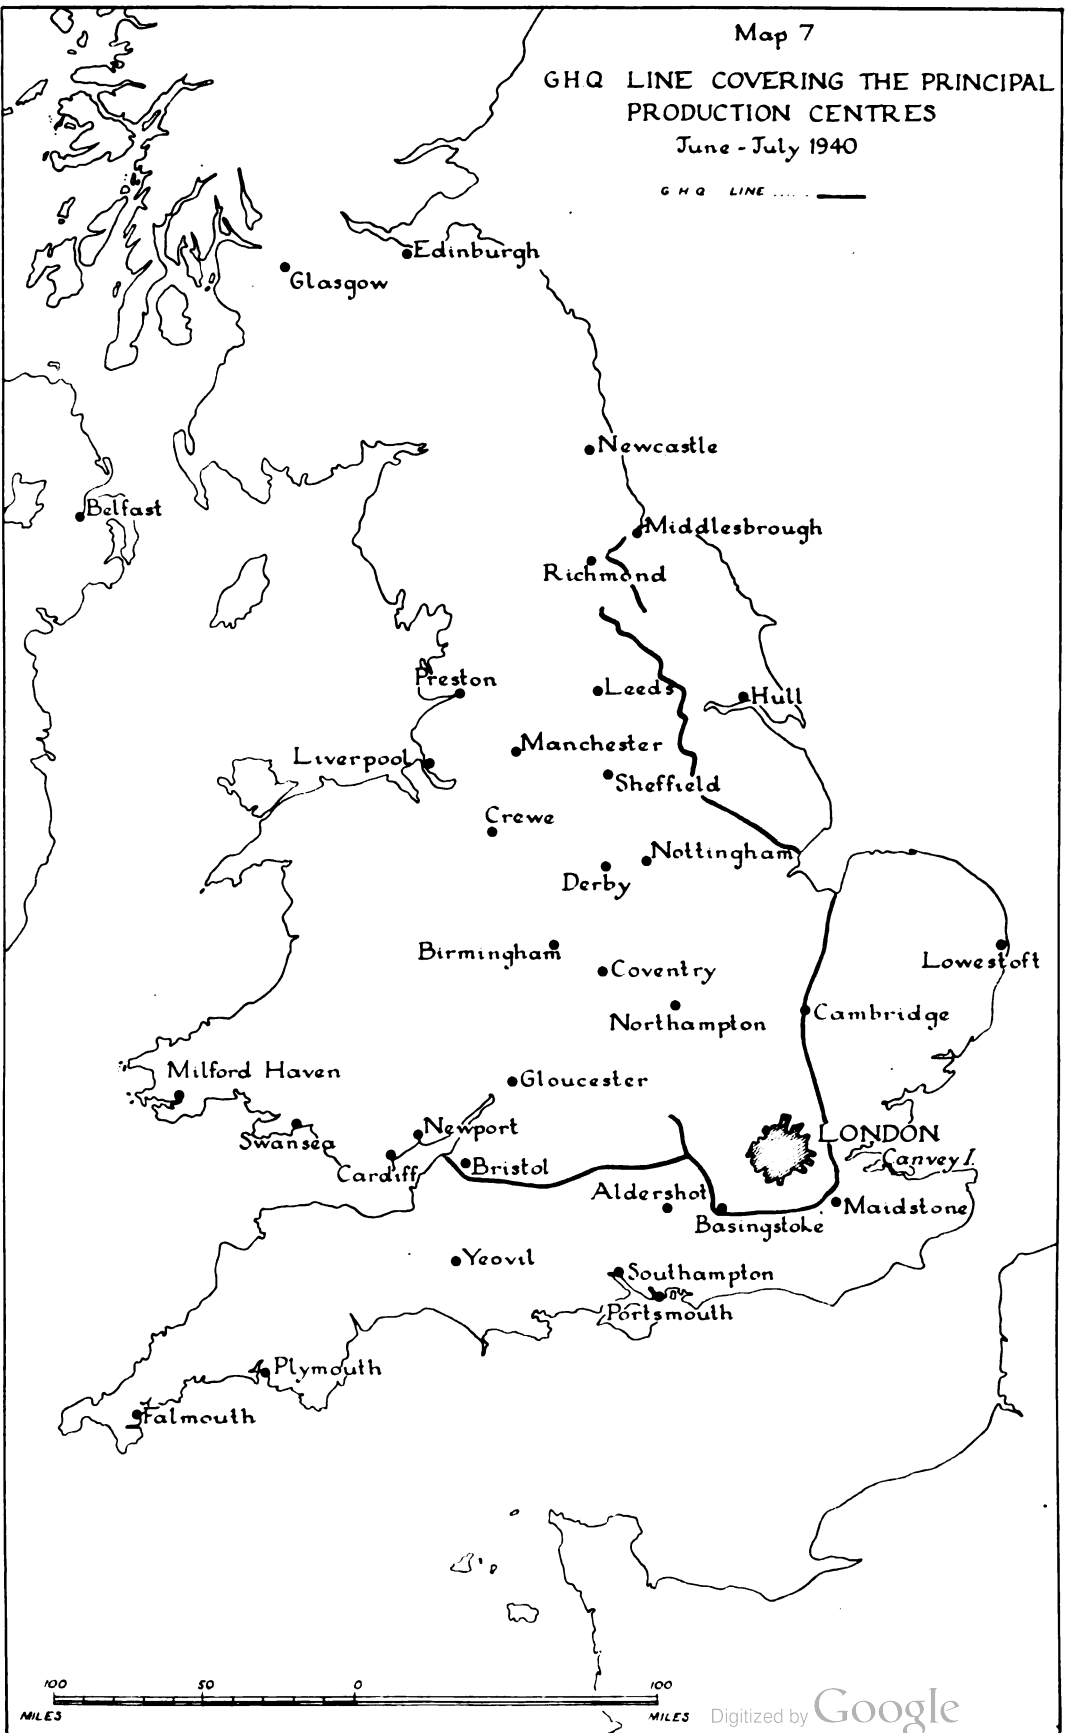 Map 7
GHQ LINE COVERING THE PRINCIPAL
PRODUCTION CENTRES
June - July 1940
G H Q LINE .....
Edinburgh
Glasgow
Newcastle
Belfast
Middlesbrough
Richmond
Preston
Leeds
Hull
Manchester
Liverpool
Sheffield
Crewe
Nottingham
Derby
Birmingham
Lowestoft
Coventry
Cambridge
Northampton
Milford Haven
Gloucester
Newport
LONDON
Swansea
Canvey I.
Cardiff
Bristol
Aldershot
Maidstone
Basingstoke
Yeovil
Southampton
Portsmouth
Plymouth
Falmouth
100 50 0 100
MILES MILES
Digitized by Google